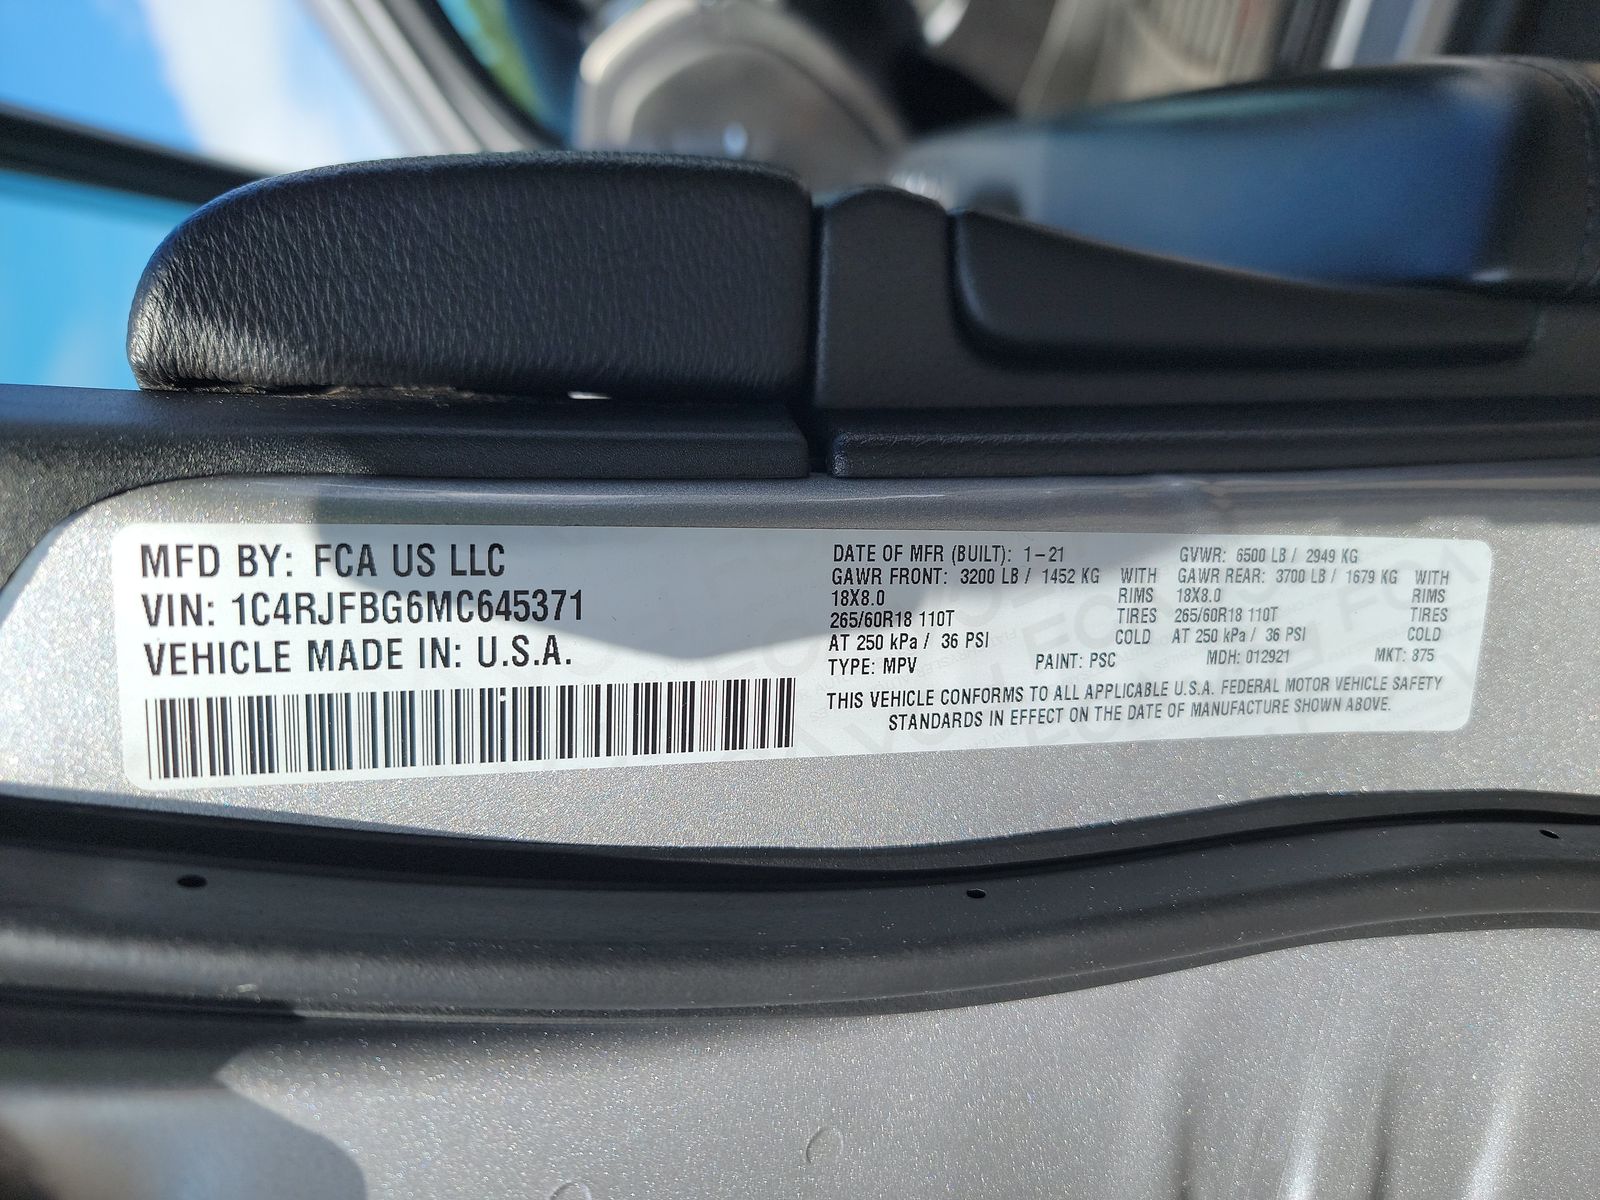 MFD BY: FCA US LLC
VIN: 1C4RJFBG6MC645371
VEHICLE MADE IN: U.S.A.
DATE OF MFR (BUILT): 1-21 GVWR: 6500 LB / 2949 KG
GAWR FRONT: 3200 LB / 1452 KG WITH GAWR REAR: 3700 LB / 1679 KG WITH
18X8.0 RIMS 18X8.0 RIMS
265/60R18 110T TIRES 265/60R18 110T TIRES
AT 250 kPa / 36 PSI COLD AT 250 kPa / 36 PSI COLD
TYPE: MPV PAINT: PSC MDH: 012921 MKT: 875
THIS VEHICLE CONFORMS TO ALL APPLICABLE U.S.A. FEDERAL MOTOR VEHICLE SAFETY
STANDARDS IN EFFECT ON THE DATE OF MANUFACTURE SHOWN ABOVE.